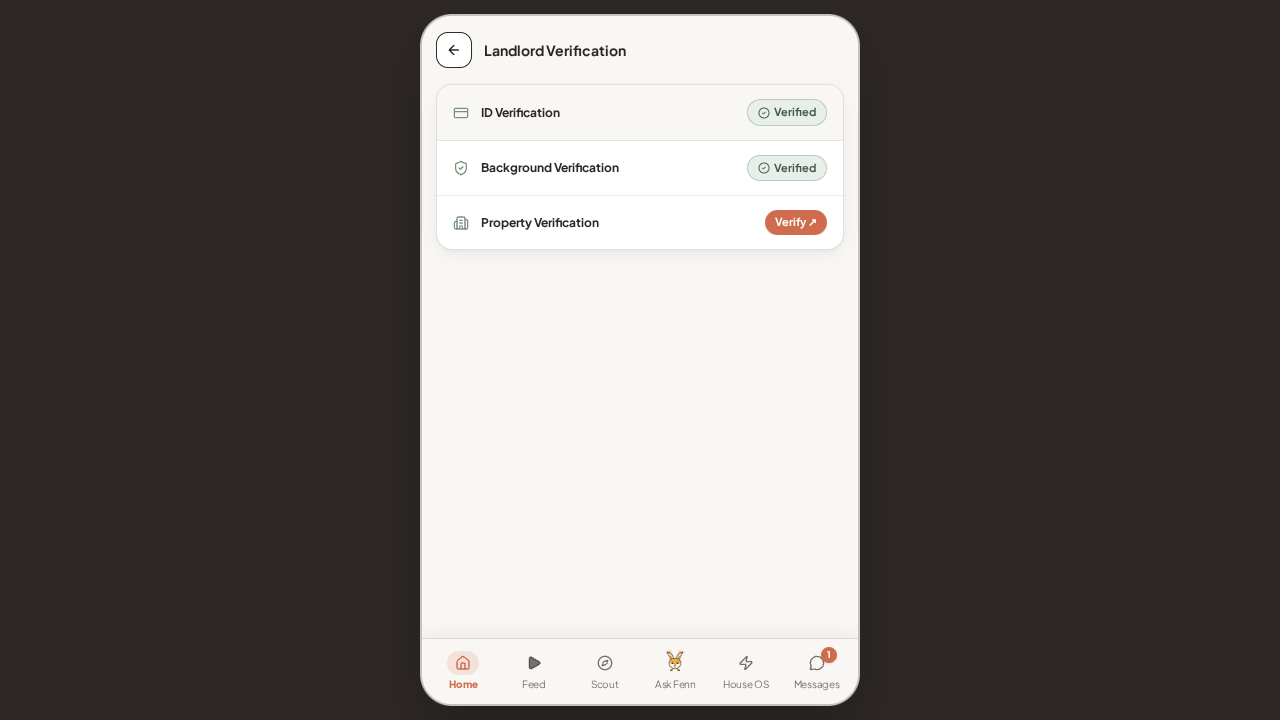 Landlord Verification
ID Verification
Verified
Background Verification
Verified
Property Verification
Verify ↗
1
Home
Feed
Scout
Ask Fenn
House OS
Messages